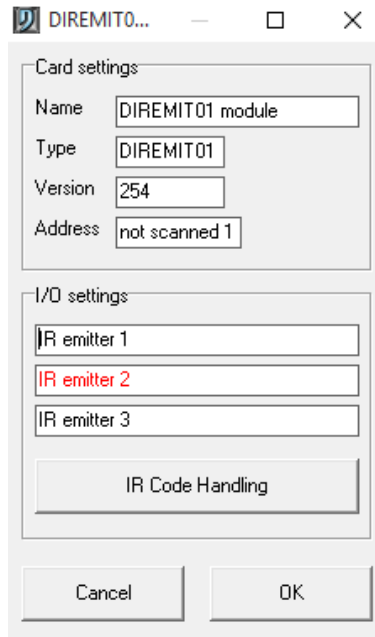 DIREMIT0...
Card settings
Name DIREMIT01 module
Type DIREMIT01
Version 254
Address not scanned 1
I/O settings
IR emitter 1
IR emitter 2
IR emitter 3
IR Code Handling
Cancel OK